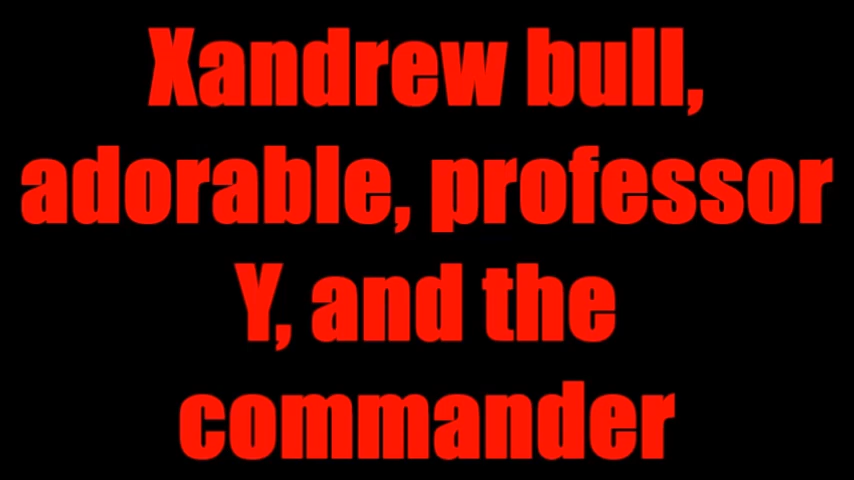 Xandrew bull,
adorable, professor
Y, and the
commander